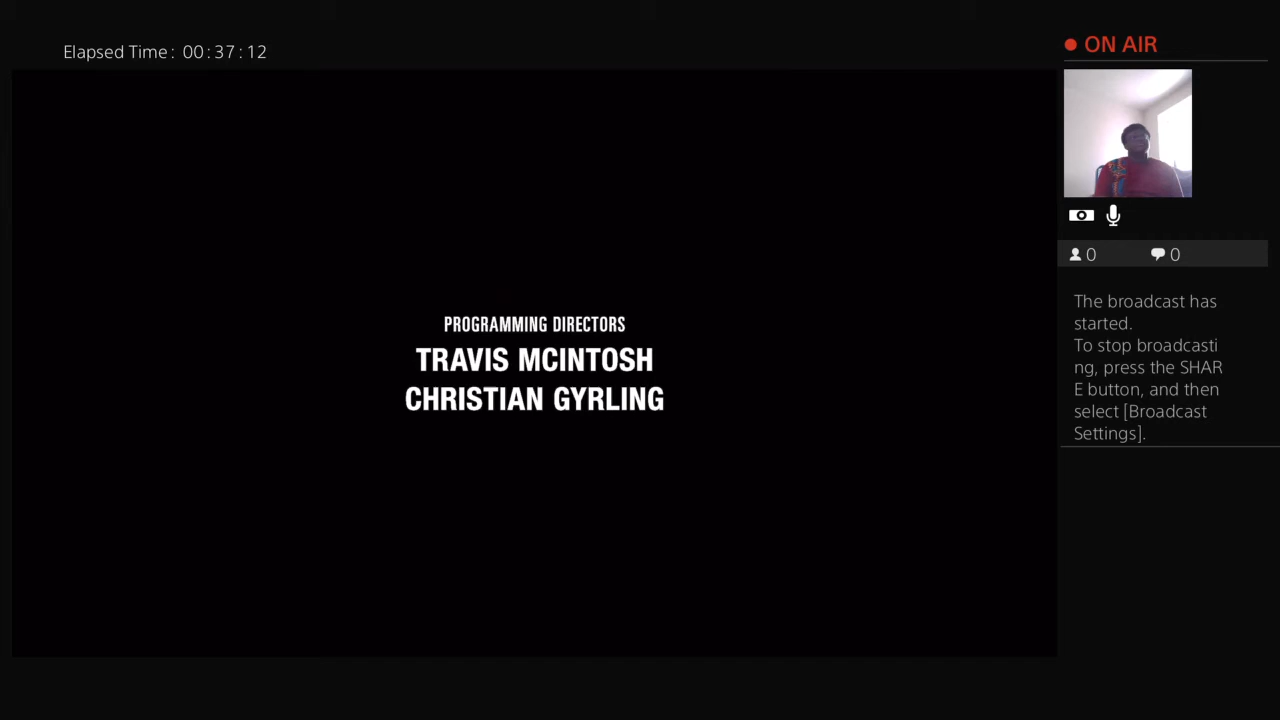 Elapsed Time: 00:37:12
ON AIR
PROGRAMMING DIRECTORS
TRAVIS MCINTOSH
CHRISTIAN GYRLING
0 0
The broadcast has
started.
To stop broadcasti
ng, press the SHAR
E button, and then
select [Broadcast
Settings].